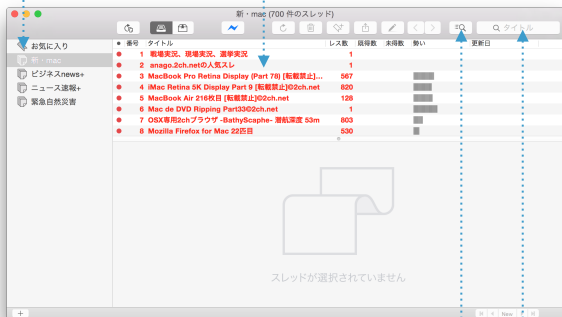 新・mac (700 件のスレッド)
タイトル
お気に入り
新・mac
ビジネスnews+
ニュース速報+
緊急自然災害
番号 タイトル レス数 既得数 未得数 勢い 更新日
1 戦場実況、現場実況、選挙実況 1
2 anago.2ch.netの人気スレ 1
3 MacBook Pro Retina Display (Part 78) [転載禁止]... 567
4 iMac Retina 5K Display Part 9 [転載禁止]©2ch.net 820
5 MacBook Air 216枚目 [転載禁止]©2ch.net 128
6 Mac de DVD Ripping Part33©2ch.net 1
7 OSX専用2chブラウザ -BathyScaphe- 潜航深度 53m 803
8 Mozilla Firefox for Mac 22匹目 530
スレッドが選択されていません
New